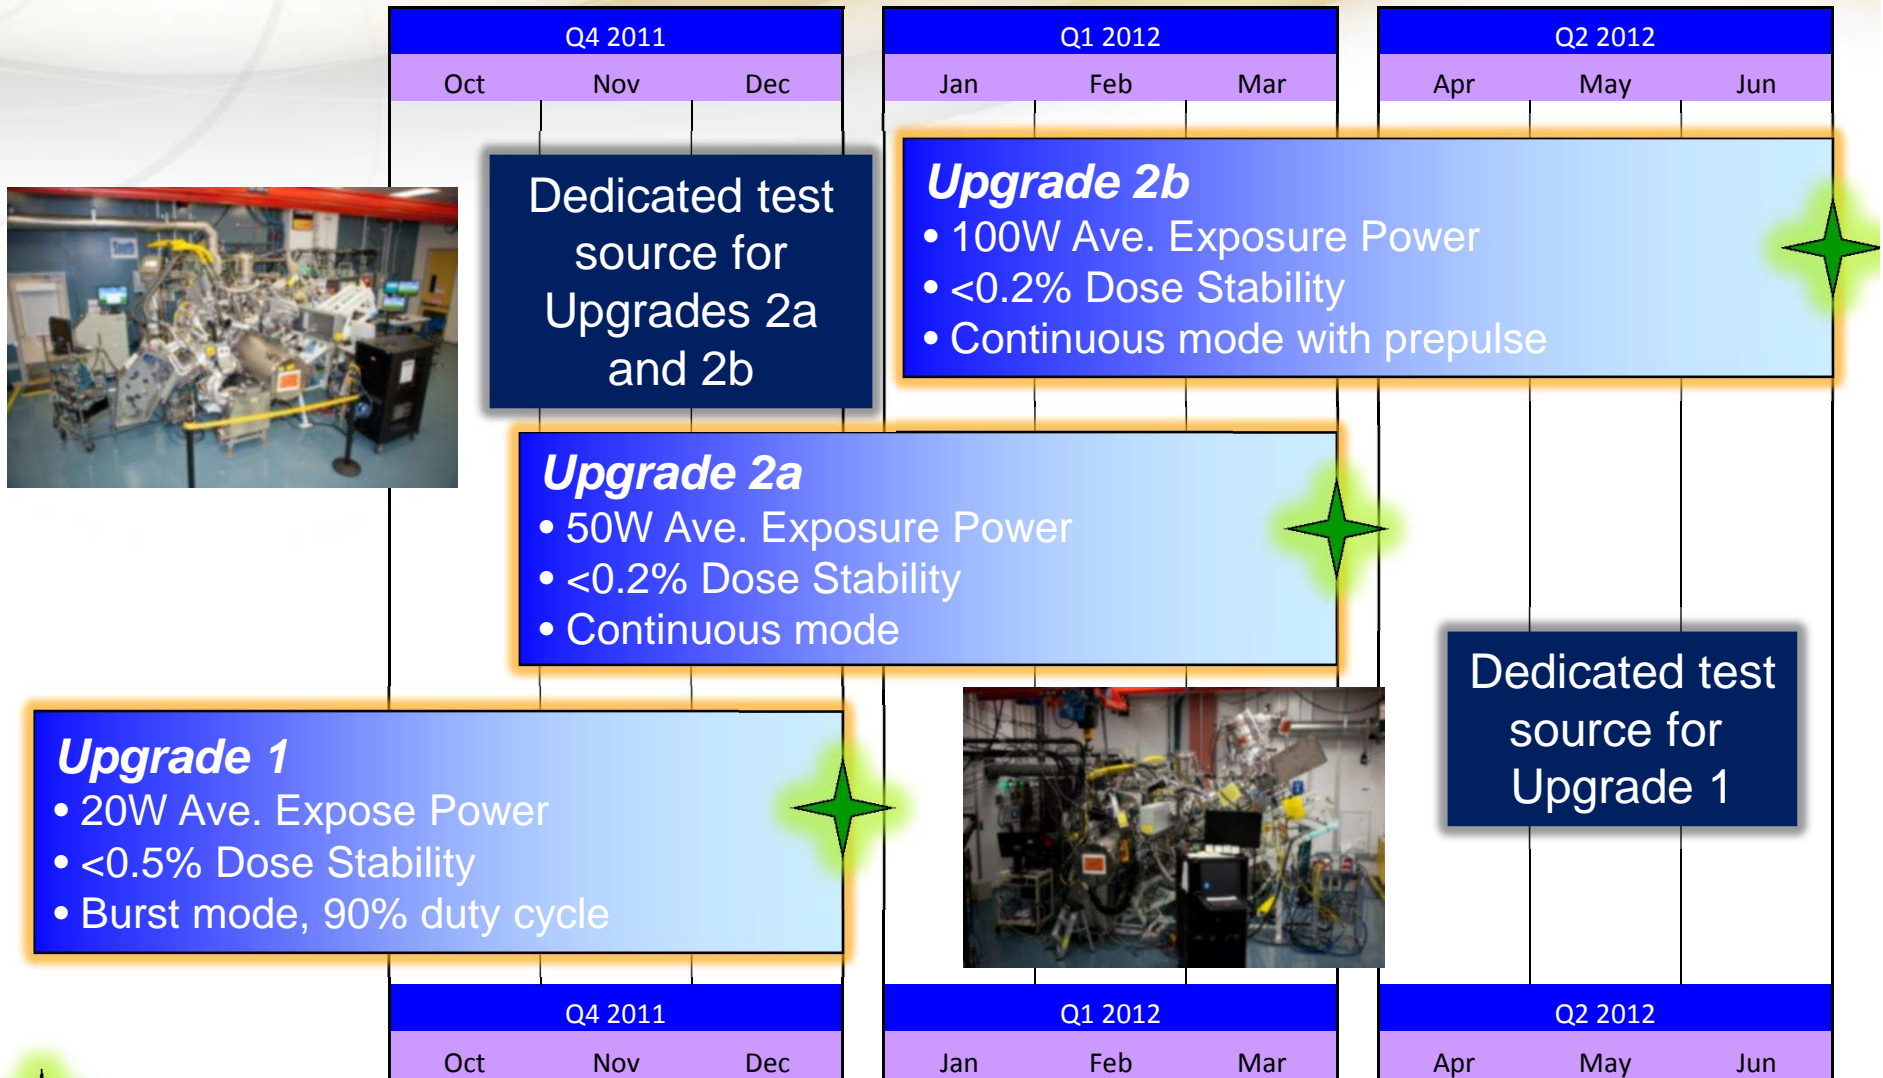 Q4 2011
Oct Nov Dec
Q1 2012
Jan Feb Mar
Q2 2012
Apr May Jun
Dedicated test
source for
Upgrades 2a
and 2b
Upgrade 2b
• 100W Ave. Exposure Power
• <0.2% Dose Stability
• Continuous mode with prepulse
South
Upgrade 2a
• 50W Ave. Exposure Power
• <0.2% Dose Stability
• Continuous mode
Dedicated test
source for
Upgrade 1
Upgrade 1
• 20W Ave. Expose Power
• <0.5% Dose Stability
• Burst mode, 90% duty cycle
Q4 2011
Oct Nov Dec
Q1 2012
Jan Feb Mar
Q2 2012
Apr May Jun